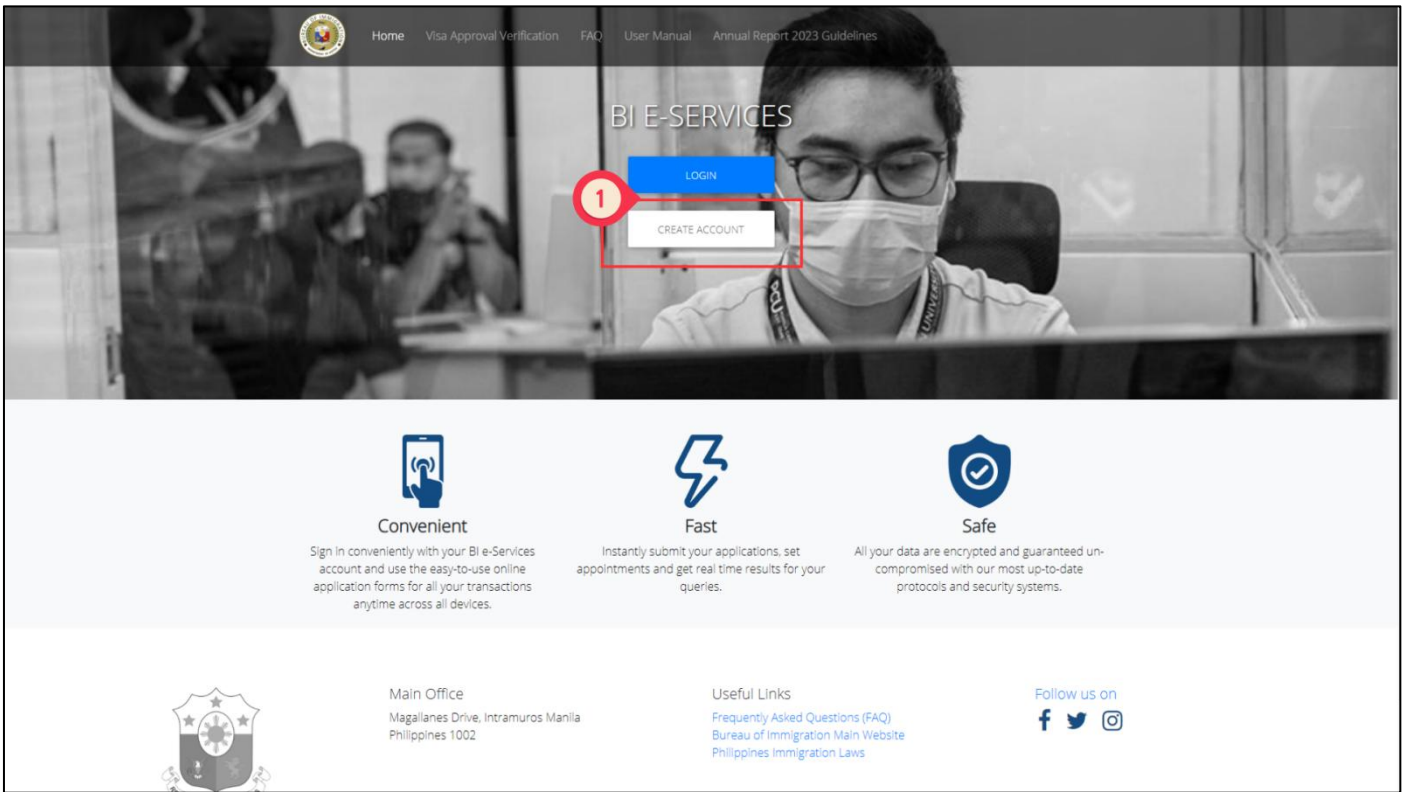 Home Visa Approval Verification FAQ User Manual Annual Report 2023 Guidelines
BI E-SERVICES
LOGIN
1
CREATE ACCOUNT
Convenient
Sign in conveniently with your BI e-Services
account and use the easy-to-use online
application forms for all your transactions
anytime across all devices.
Fast
Instantly submit your applications, set
appointments and get real time results for your
queries.
Safe
All your data are encrypted and guaranteed un-
compromised with our most up-to-date
protocols and security systems.
Main Office
Magallanes Drive, Intramuros Manila
Philippines 1002
Useful Links
Frequently Asked Questions (FAQ)
Bureau of Immigration Main Website
Philippines Immigration Laws
Follow us on